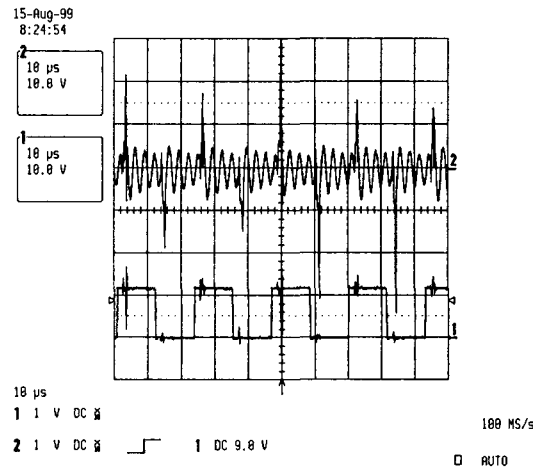 15-Aug-99
8:24:54
2
10 µs
10.0 V
1
10 µs
10.0 V
2
1
10 µs
1 1 V DC
2 1 V DC
1 DC 9.0 V
100 MS/s
AUTO